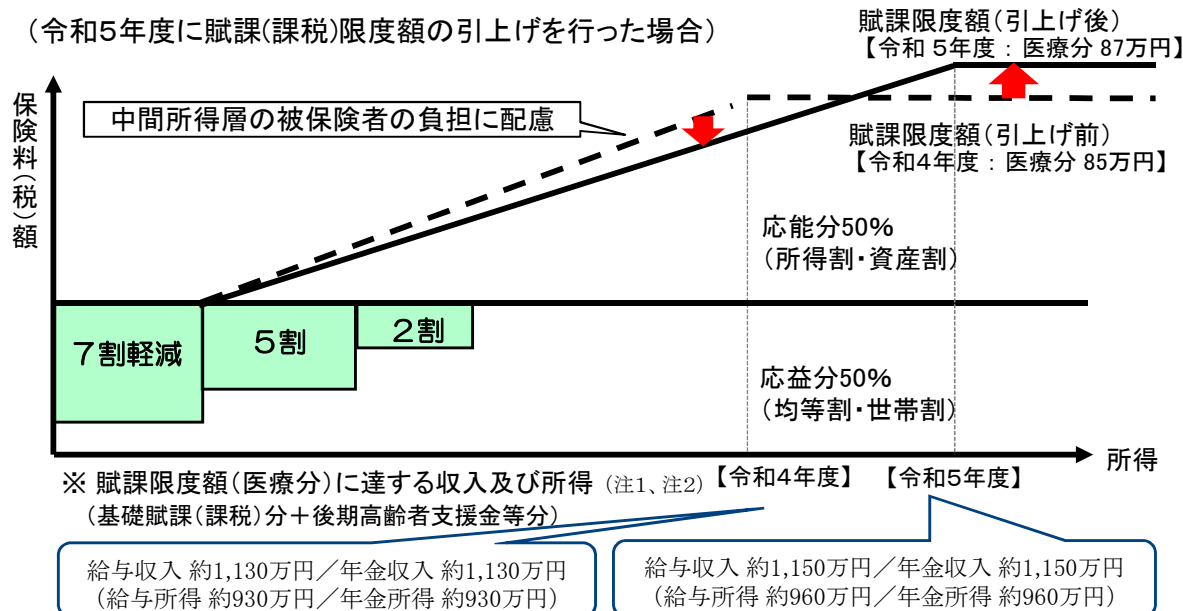 (令和5年度に賦課(課税)限度額の引上げを行った場合)
賦課限度額(引上げ後)
【令和 5年度 : 医療分 87万円】
保険料(税)額
中間所得層の被保険者の負担に配慮
賦課限度額(引上げ前)
【令和4年度 : 医療分 85万円】
応能分50%
(所得割・資産割)
7割軽減
5割
2割
応益分50%
(均等割・世帯割)
所得
※ 賦課限度額(医療分)に達する収入及び所得 (注1、注2)
【令和4年度】
【令和5年度】
(基礎賦課(課税)分+後期高齢者支援金等分)
給与収入 約1,130万円/年金収入 約1,130万円
(給与所得 約930万円/年金所得 約930万円)
給与収入 約1,150万円/年金収入 約1,150万円
(給与所得 約960万円/年金所得 約960万円)